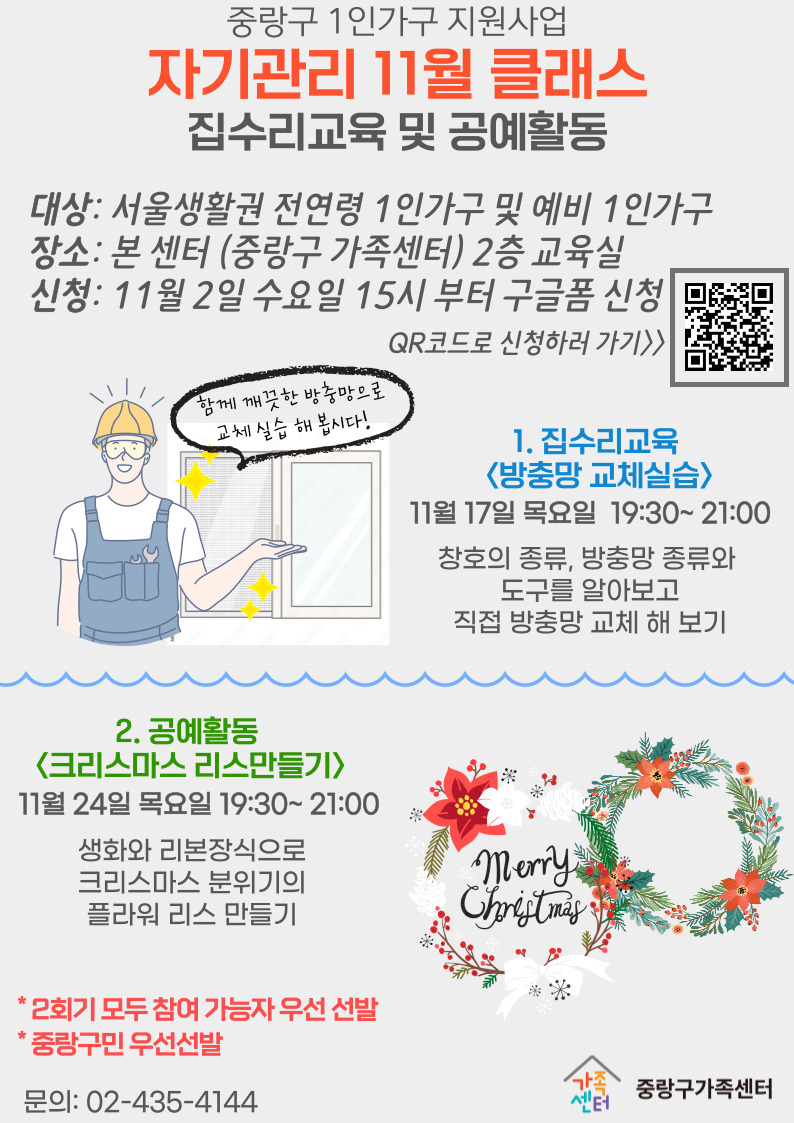 중랑구 1인가구 지원사업
자기관리 11월 클래스
집수리교육 및 공예활동
대상: 서울생활권 전연령 1인가구 및 예비 1인가구
장소: 본 센터 (중랑구 가족센터) 2층 교육실
신청: 11월 2일 수요일 15시 부터 구글폼 신청
QR코드로 신청하러 가기>>
함께 깨끗한 방충망으로
교체 실습 해 봅시다!
1. 집수리교육
<방충망 교체실습>
11월 17일 목요일 19:30~ 21:00
창호의 종류, 방충망 종류와
도구를 알아보고
직접 방충망 교체 해 보기
2. 공예활동
<크리스마스 리스만들기>
11월 24일 목요일 19:30~ 21:00
생화와 리본장식으로
크리스마스 분위기의
플라워 리스 만들기
Merry
Christmas
* 2회기 모두 참여 가능자 우선 선발
* 중랑구민 우선선발
문의: 02-435-4144
가족
센터
중랑구가족센터